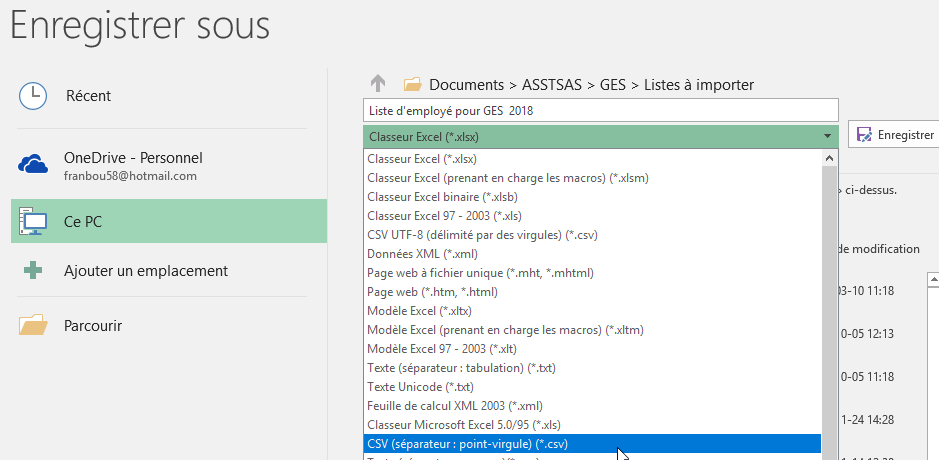 Enregistrer sous
Récent
OneDrive - Personnel
franbou58@hotmail.com
Ce PC
Ajouter un emplacement
Parcourir
Documents > ASSTSAS > GES > Listes à importer
Liste d'employé pour GES 2018
Classeur Excel (*.xlsx)
Enregistrer
Classeur Excel (*.xlsx)
Classeur Excel (prenant en charge les macros) (*.xlsm)
Classeur Excel binaire (*.xlsb)
Classeur Excel 97 - 2003 (*.xls)
CSV UTF-8 (délimité par des virgules) (*.csv)
Données XML (*.xml)
Page web à fichier unique (*.mht, *.mhtml)
Page web (*.htm, *.html)
Modèle Excel (*.xltx)
Modèle Excel (prenant en charge les macros) (*.xltm)
Modèle Excel 97 - 2003 (*.xlt)
Texte (séparateur : tabulation) (*.txt)
Texte Unicode (*.txt)
Feuille de calcul XML 2003 (*.xml)
Classeur Microsoft Excel 5.0/95 (*.xls)
CSV (séparateur : point-virgule) (*.csv)
ci-dessus.
de modification
03-10 11:18
0-05 12:13
0-05 11:18
1-24 14:28